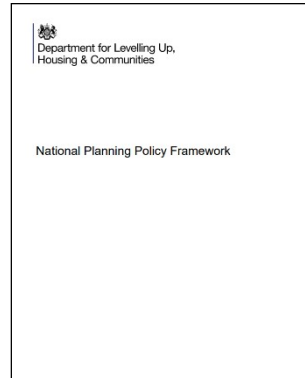 Department for Levelling Up,
Housing & Communities
National Planning Policy Framework